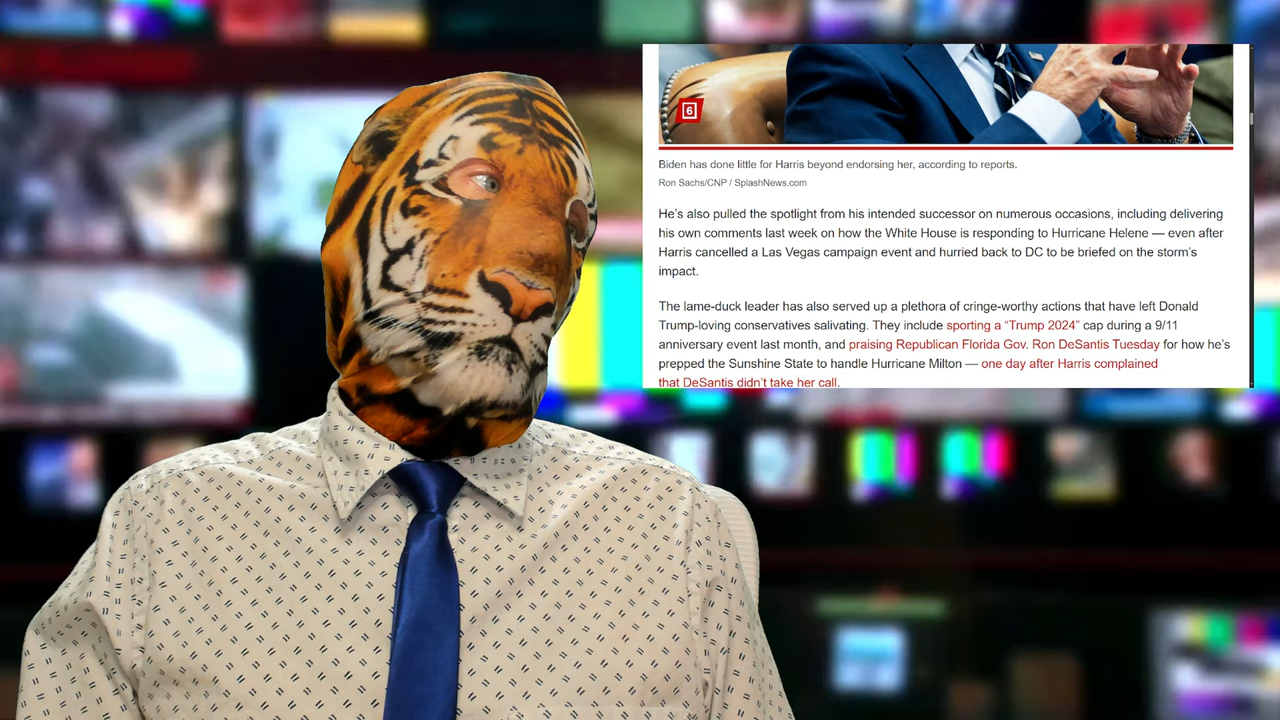 6
Biden has done little for Harris beyond endorsing her, according to reports.
Ron Sachs/CNP / SplashNews.com
He's also pulled the spotlight from his intended successor on numerous occasions, including delivering
his own comments last week on how the White House is responding to Hurricane Helene — even after
Harris cancelled a Las Vegas campaign event and hurried back to DC to be briefed on the storm's
impact.
The lame-duck leader has also served up a plethora of cringe-worthy actions that have left Donald
Trump-loving conservatives salivating. They include sporting a “Trump 2024” cap during a 9/11
anniversary event last month, and praising Republican Florida Gov. Ron DeSantis Tuesday for how he's
prepped the Sunshine State to handle Hurricane Milton — one day after Harris complained
that DeSantis didn't take her call.